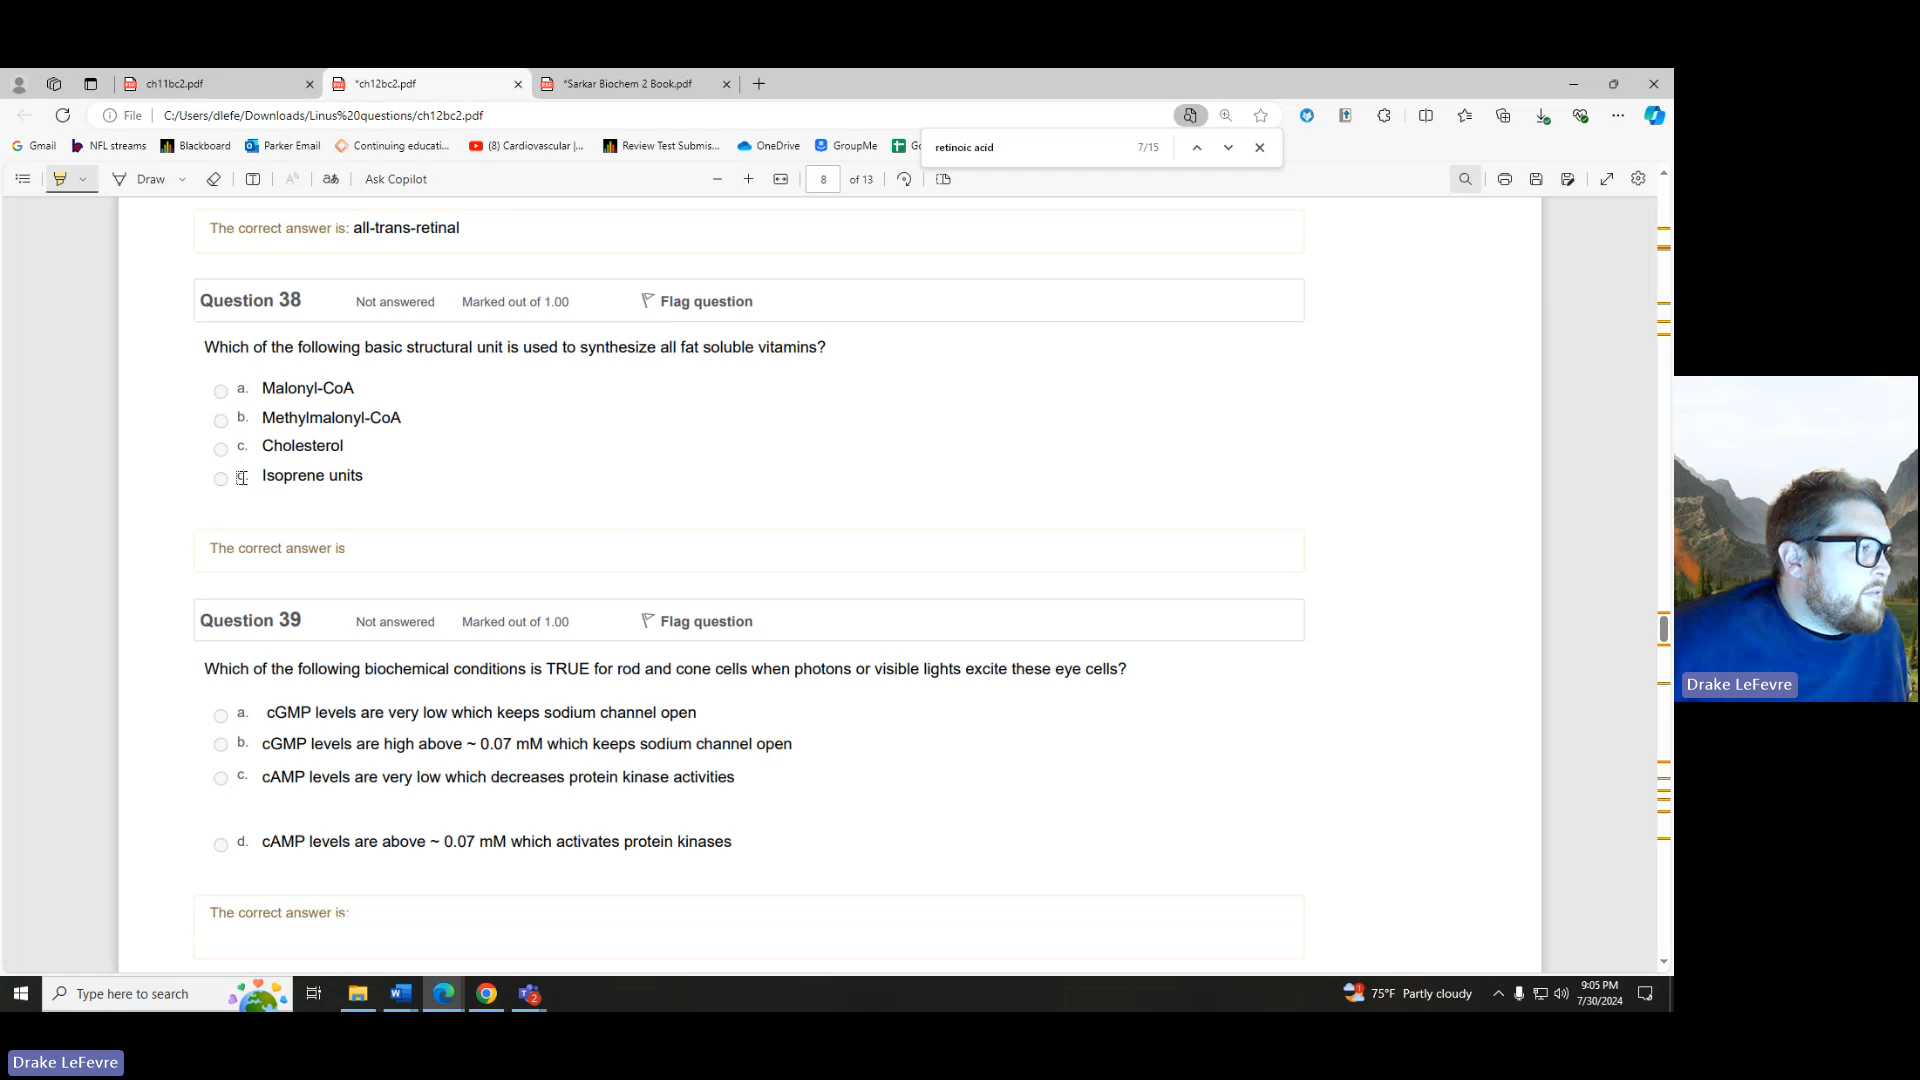 ch11bc2.pdf
*ch12bc2.pdf
*Sarkar Biochem 2 Book.pdf
File
C:/Users/dlefe/Downloads/Linus%20questions/ch12bc2.pdf
Gmail
NFL streams
Blackboard
Parker Email
Continuing educati...
(8) Cardiovascular |...
Review Test Submis...
OneDrive
GroupMe
retinoic acid
7/15
Draw
Ask Copilot
8
of 13
The correct answer is: all-trans-retinal
Question 38
Not answered
Marked out of 1.00
Flag question
Which of the following basic structural unit is used to synthesize all fat soluble vitamins?
a. Malonyl-CoA
b. Methylmalonyl-CoA
c. Cholesterol
Isoprene units
The correct answer is
Question 39
Not answered
Marked out of 1.00
Flag question
Which of the following biochemical conditions is TRUE for rod and cone cells when photons or visible lights excite these eye cells?
a. cGMP levels are very low which keeps sodium channel open
b. cGMP levels are high above ~ 0.07 mM which keeps sodium channel open
c. cAMP levels are very low which decreases protein kinase activities
d. cAMP levels are above ~ 0.07 mM which activates protein kinases
The correct answer is:
Drake LeFevre
Type here to search
75°F Partly cloudy
9:05 PM
7/30/2024
Drake LeFevre